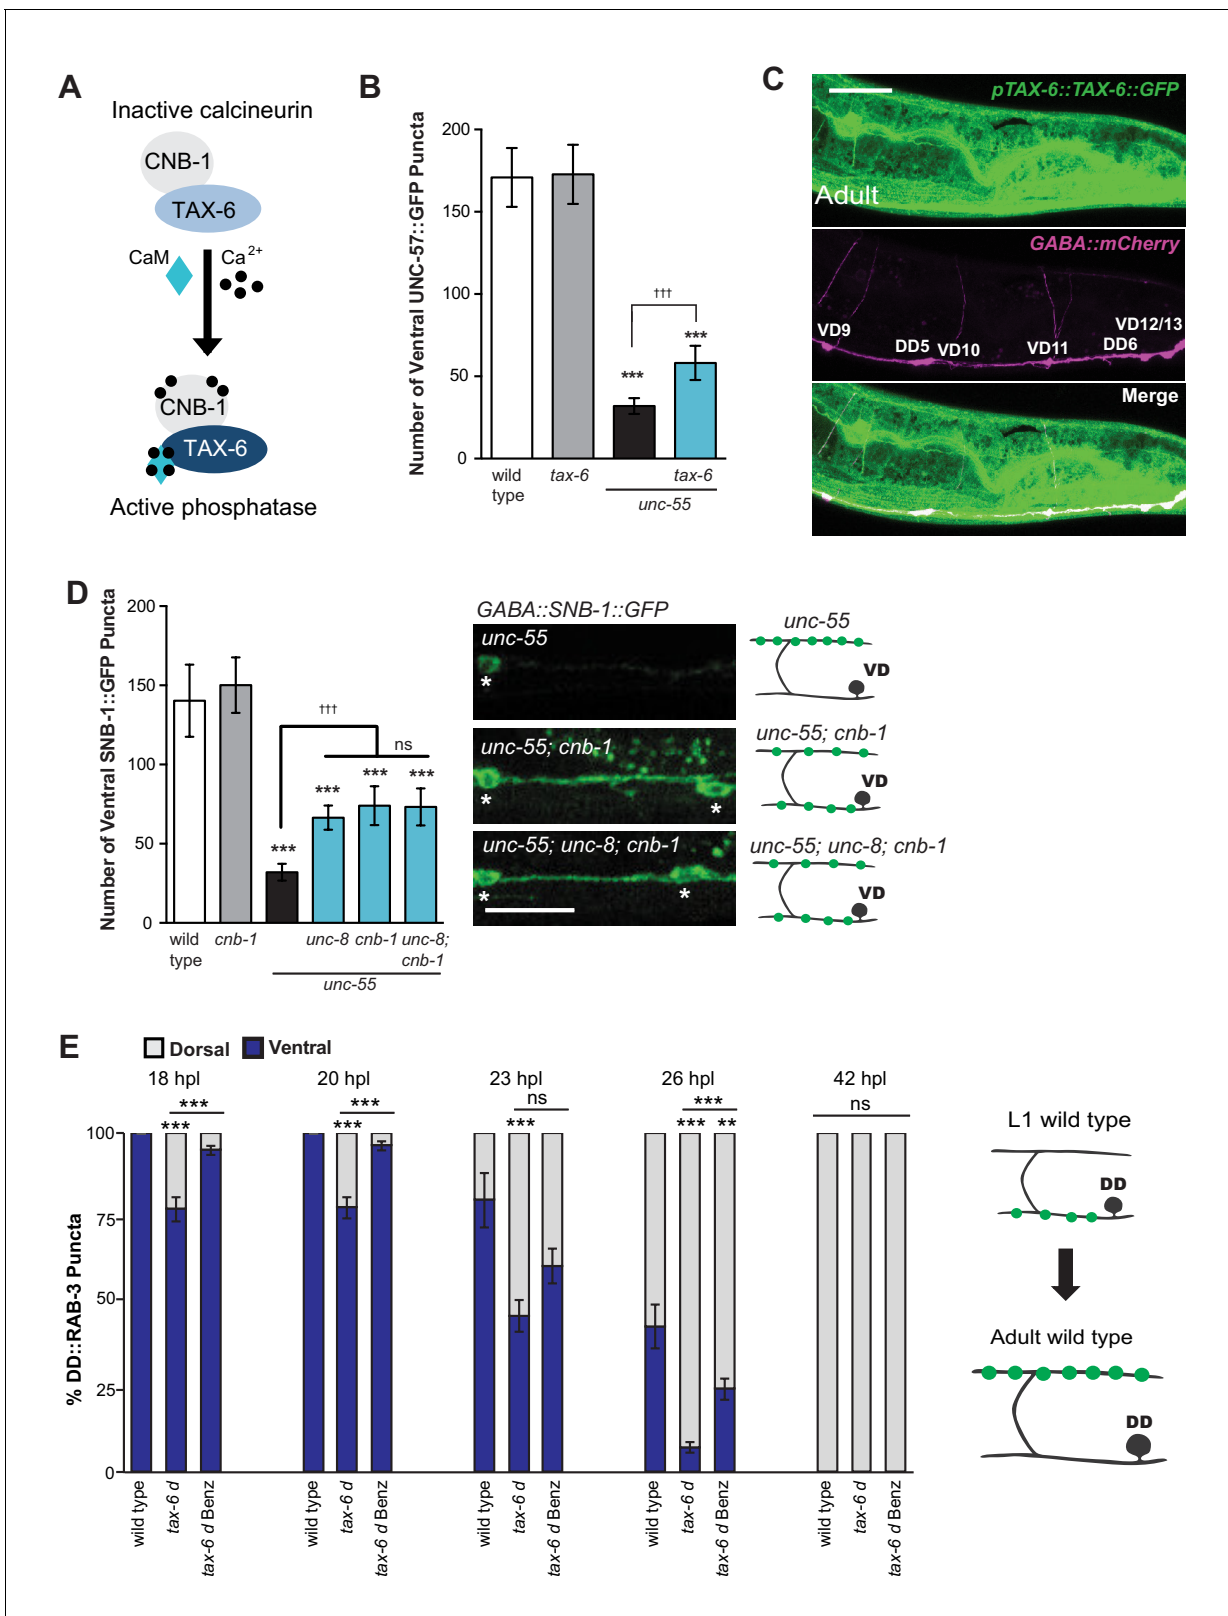 A
Inactive calcineurin
CNB-1
TAX-6
CaM
Ca2+
CNB-1
TAX-6
Active phosphatase
B
Number of Ventral UNC-57::GFP Puncta
200
150
100
50
0
†††
***
***
wild type
tax-6
tax-6
unc-55
C
pTAX-6::TAX-6::GFP
Adult
GABA::mCherry
VD9
DD5
VD10
VD11
VD12/13
DD6
Merge
D
Number of Ventral SNB-1::GFP Puncta
200
150
100
50
0
†††
ns
***
***
***
***
wild type
cnb-1
unc-8
cnb-1
unc-8;
cnb-1
unc-55
GABA::SNB-1::GFP
unc-55
*
unc-55; cnb-1
*
*
unc-55; unc-8; cnb-1
*
*
unc-55
VD
unc-55; cnb-1
VD
unc-55; unc-8; cnb-1
VD
E
Dorsal
Ventral
18 hpl
20 hpl
23 hpl
26 hpl
42 hpl
***
***
***
***
ns
***
***
***
**
ns
% DD::RAB-3 Puncta
100
75
50
25
0
wild type
tax-6 d
tax-6 d Benz
wild type
tax-6 d
tax-6 d Benz
wild type
tax-6 d
tax-6 d Benz
wild type
tax-6 d
tax-6 d Benz
wild type
tax-6 d
tax-6 d Benz
L1 wild type
DD
Adult wild type
DD